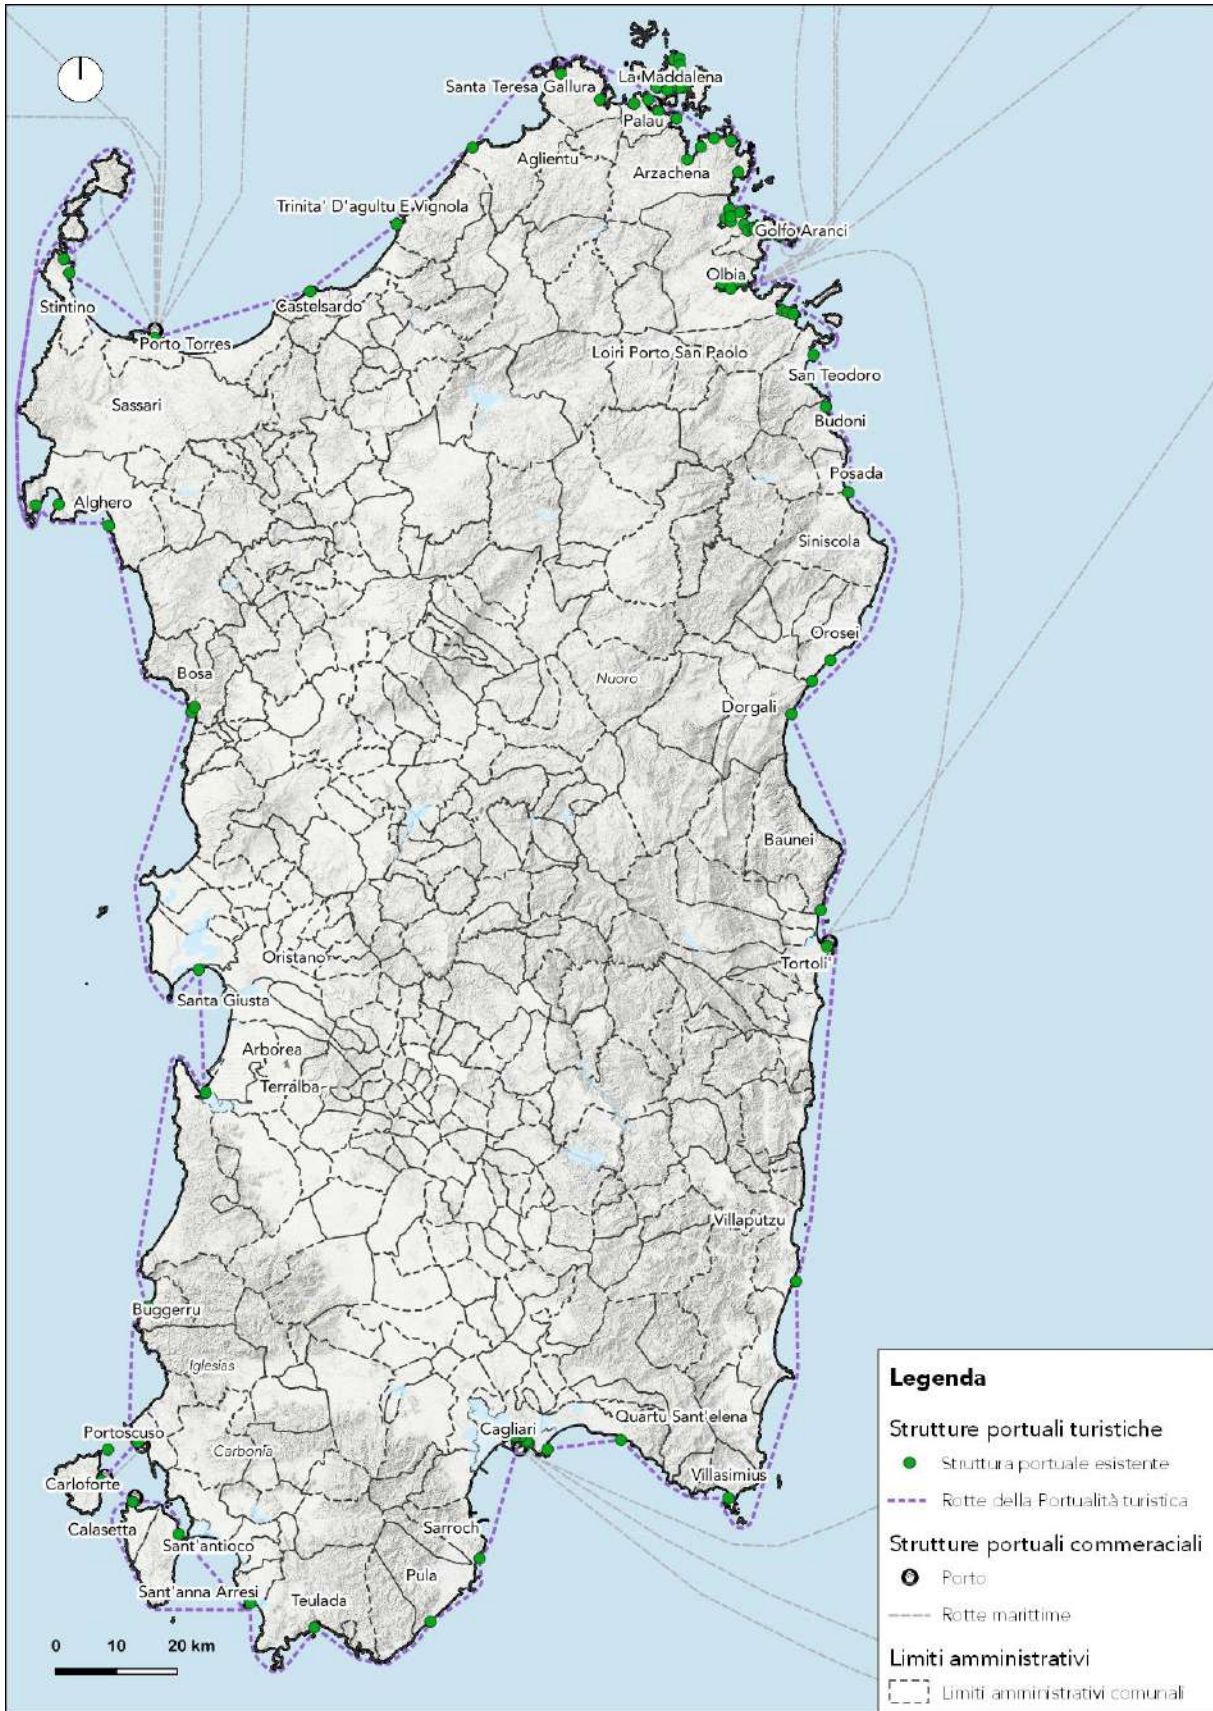 La Maddalena
Santa Teresa Gallura
Palau
Aglientu
Arzachena
Trinita' D'agultu E Vignola
Golfo Aranci
Olbia
Stintino
Castelsardo
Porto Torres
Loiri Porto San Paolo
San Teodoro
Sassari
Budoni
Posada
Alghero
Siniscola
Orosei
Bosa
Nuoro
Dorgali
Baunei
Oristano
Tortoli'
Santa Giusta
Arborea
Terralba
Villaputzu
Buggerru
Iglesias
Quartu Sant'elena
Cagliari
Portoscuso
Carbonia
Villasimius
Carloforte
Calasetta
Sarroch
Sant'antioco
Pula
Sant'anna Arresi
Teulada
0 10 20 km
Legenda
Strutture portuali turistiche
Struttura portuale esistente
Rotte della Portualità turistica
Strutture portuali commeraciali
Porto
Rotte marittime
Limiti amministrativi
Limiti amministrativi comunali